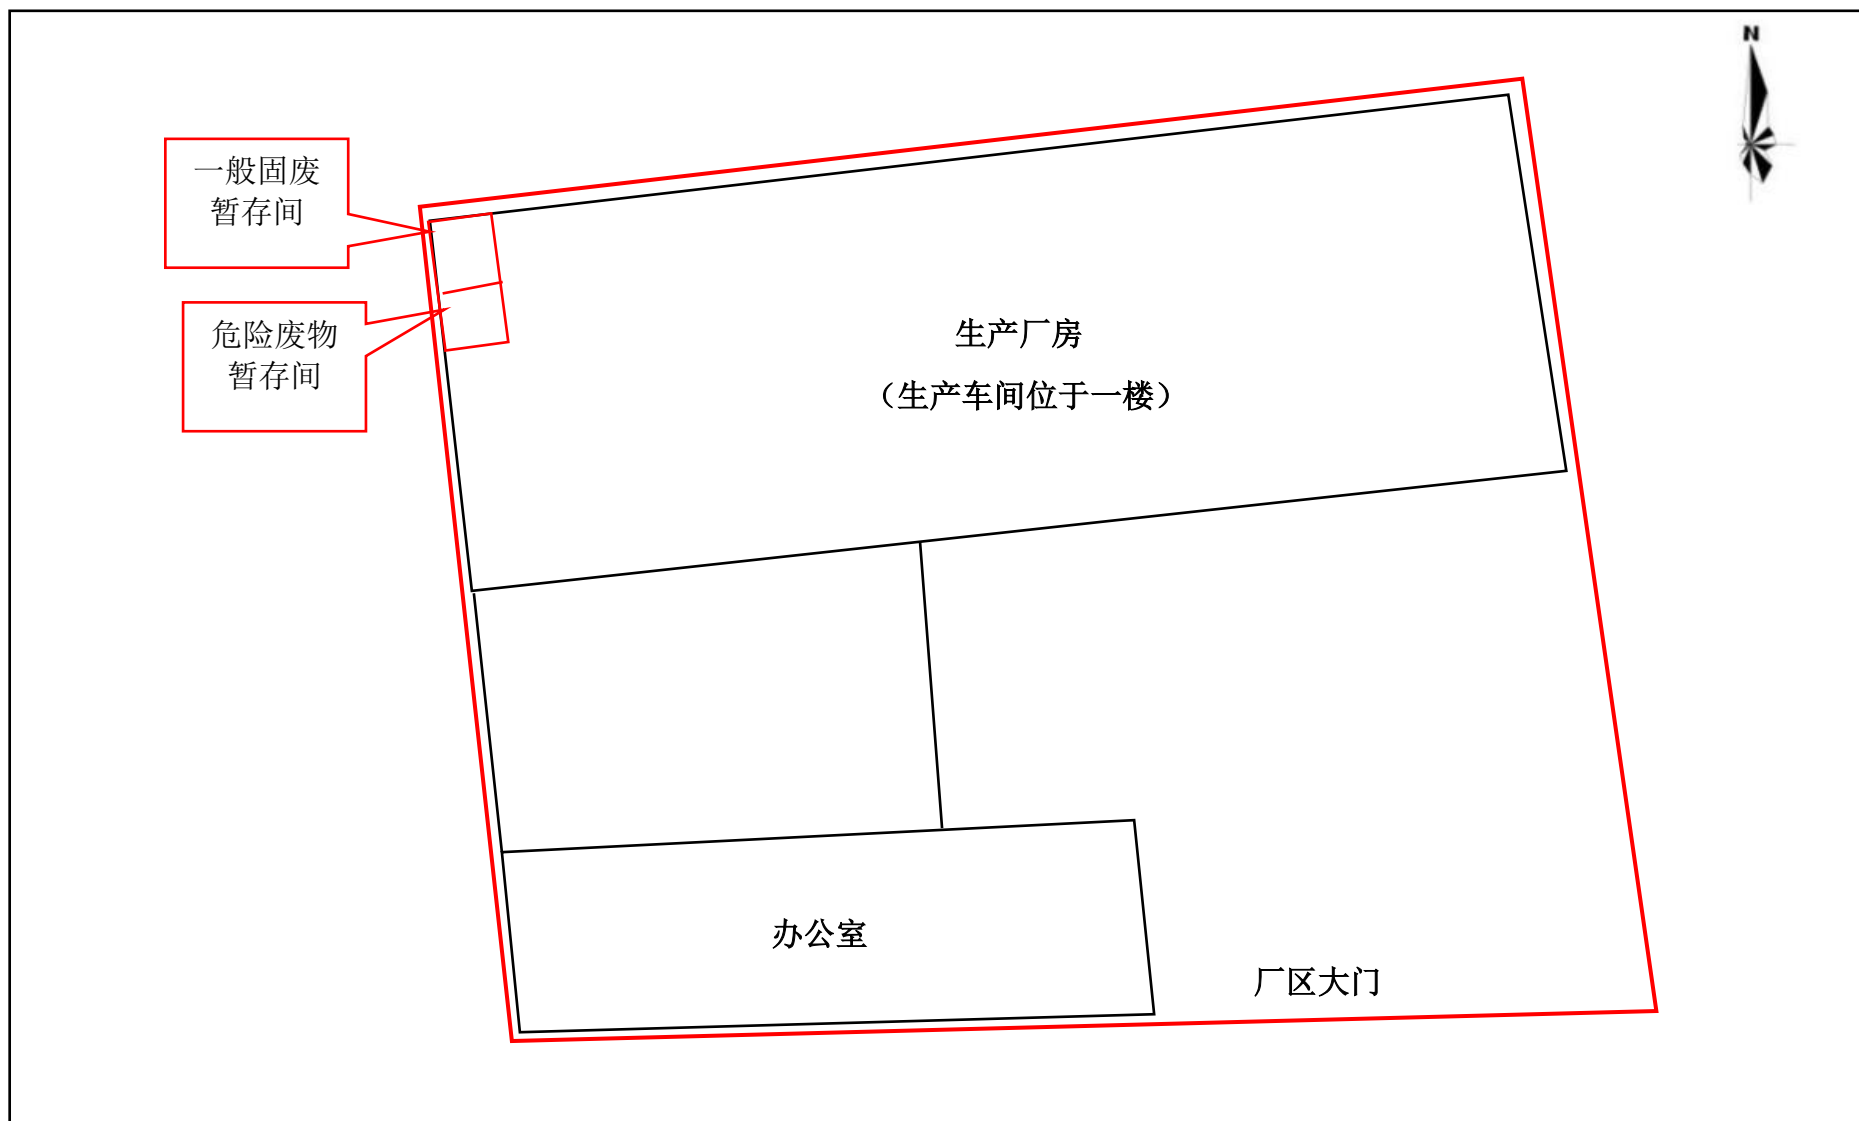 N
一般固废
暂存间
危险废物
暂存间
生产厂房
（生产车间位于一楼）
办公室
厂区大门